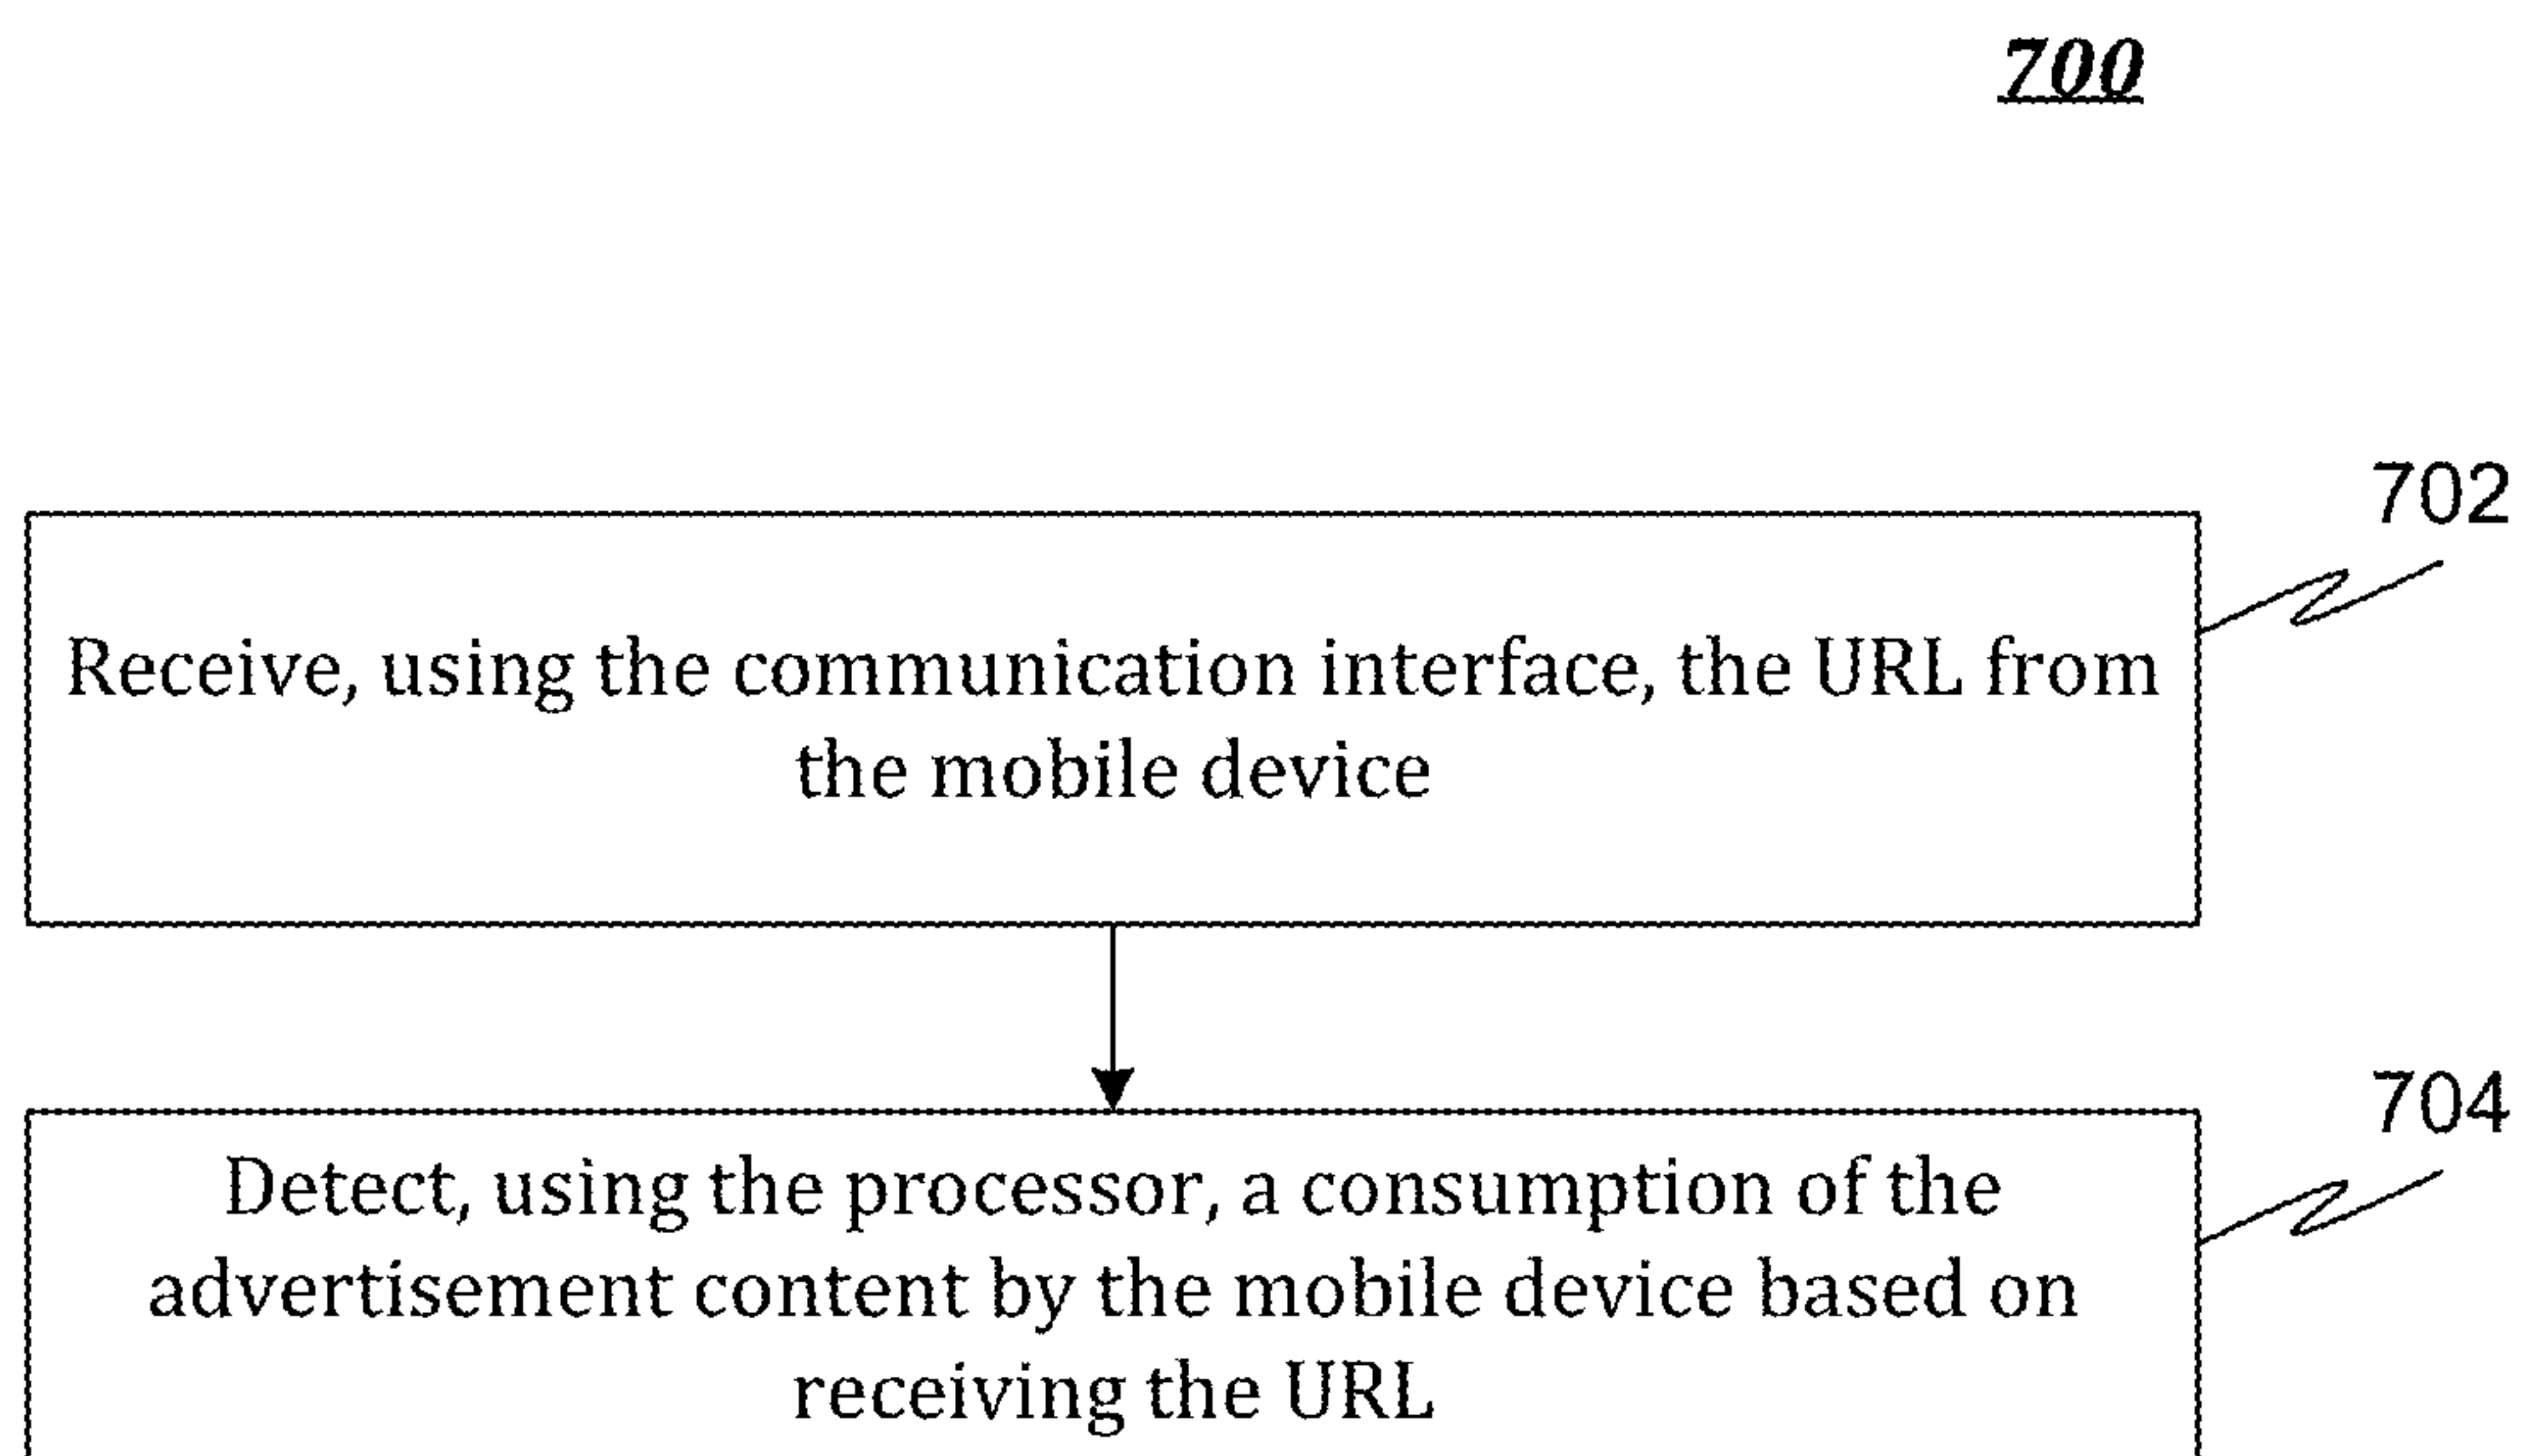 700
702
Receive, using the communication interface, the URL from
the mobile device
704
Detect, using the processor, a consumption of the
advertisement content by the mobile device based on
receiving the URL